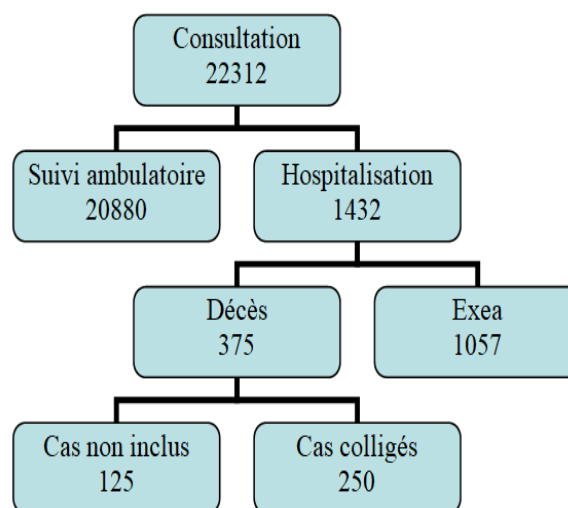 Consultation
22312
Suivi ambulatoire
20880
Hospitalisation
1432
Décès
375
Exea
1057
Cas non inclus
125
Cas colligés
250